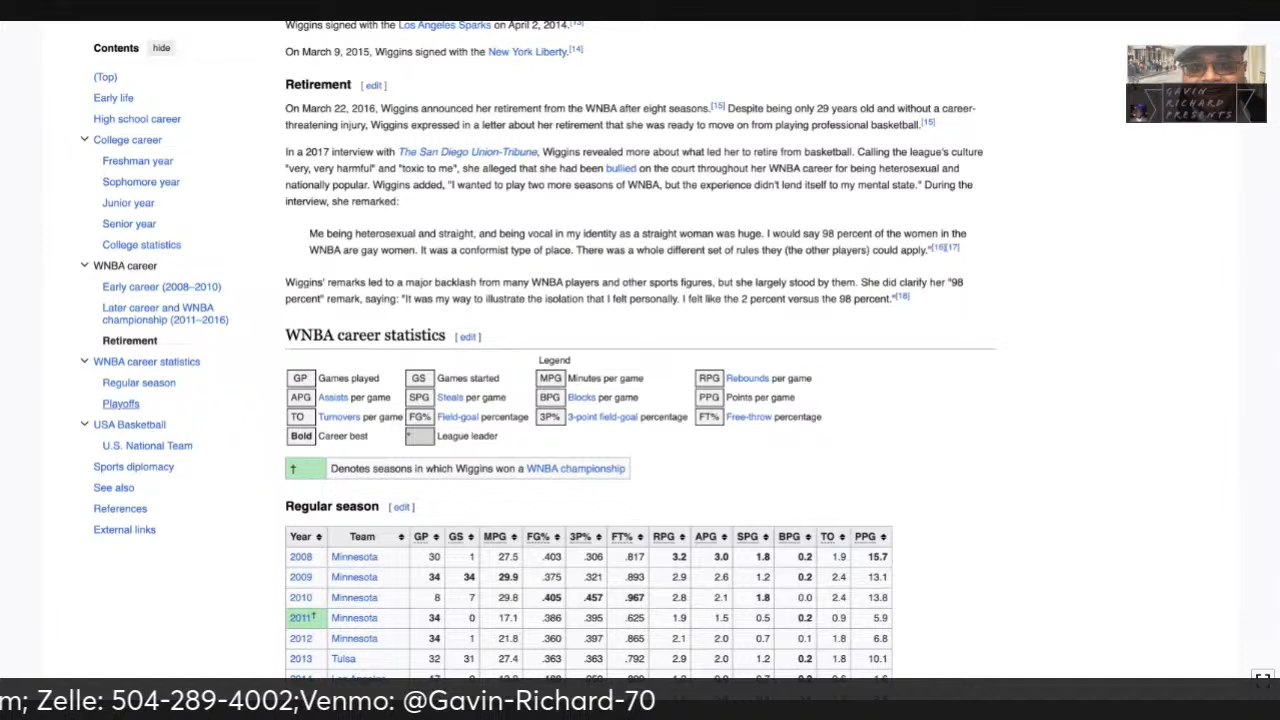 Wiggins signed with the Los Angeles Sparks on April 2, 2014.[13]
Contents hide
On March 9, 2015, Wiggins signed with the New York Liberty.[14]
(Top)
Early life
High school career
College career
Freshman year
Sophomore year
Junior year
Senior year
College statistics
WNBA career
Early career (2008–2010)
Later career and WNBA
championship (2011–2016)
Retirement
WNBA career statistics
Regular season
Playoffs
USA Basketball
U.S. National Team
Sports diplomacy
See also
References
External links
Retirement [ edit ]
On March 22, 2016, Wiggins announced her retirement from the WNBA after eight seasons.[15] Despite being only 29 years old and without a career-
threatening injury, Wiggins expressed in a letter about her retirement that she was ready to move on from playing professional basketball.[15]
In a 2017 interview with The San Diego Union-Tribune, Wiggins revealed more about what led her to retire from basketball. Calling the league's culture
"very, very harmful" and "toxic to me", she alleged that she had been bullied on the court throughout her WNBA career for being heterosexual and
nationally popular. Wiggins added, "I wanted to play two more seasons of WNBA, but the experience didn't lend itself to my mental state." During the
interview, she remarked:
Me being heterosexual and straight, and being vocal in my identity as a straight woman was huge. I would say 98 percent of the women in the
WNBA are gay women. It was a conformist type of place. There was a whole different set of rules they (the other players) could apply."[16][17]
Wiggins' remarks led to a major backlash from many WNBA players and other sports figures, but she largely stood by them. She did clarify her "98
percent" remark, saying: "It was my way to illustrate the isolation that I felt personally. I felt like the 2 percent versus the 98 percent."[18]
WNBA career statistics [ edit ]
Legend
GP Games played GS Games started MPG Minutes per game RPG Rebounds per game
APG Assists per game SPG Steals per game BPG Blocks per game PPG Points per game
TO Turnovers per game FG% Field-goal percentage 3P% 3-point field-goal percentage FT% Free-throw percentage
Bold Career best * League leader
† Denotes seasons in which Wiggins won a WNBA championship
Regular season [ edit ]
Year Team GP GS MPG FG% 3P% FT% RPG APG SPG BPG TO PPG
2008 Minnesota 30 1 27.5 .403 .306 .817 3.2 3.0 1.8 0.2 1.9 15.7
2009 Minnesota 34 34 29.9 .375 .321 .893 2.9 2.6 1.2 0.2 2.4 13.1
2010 Minnesota 8 7 29.8 .405 .457 .967 2.8 2.1 1.8 0.0 2.4 13.8
2011† Minnesota 34 0 17.1 .386 .395 .625 1.9 1.5 0.5 0.2 0.9 5.9
2012 Minnesota 34 1 21.8 .360 .397 .865 2.1 2.0 0.7 0.1 1.8 6.8
2013 Tulsa 32 31 27.4 .363 .363 .792 2.9 2.0 1.2 0.2 1.8 10.1
GAVIN
RICHARD
PRESENTS
m; Zelle: 504-289-4002;Venmo: @Gavin-Richard-70